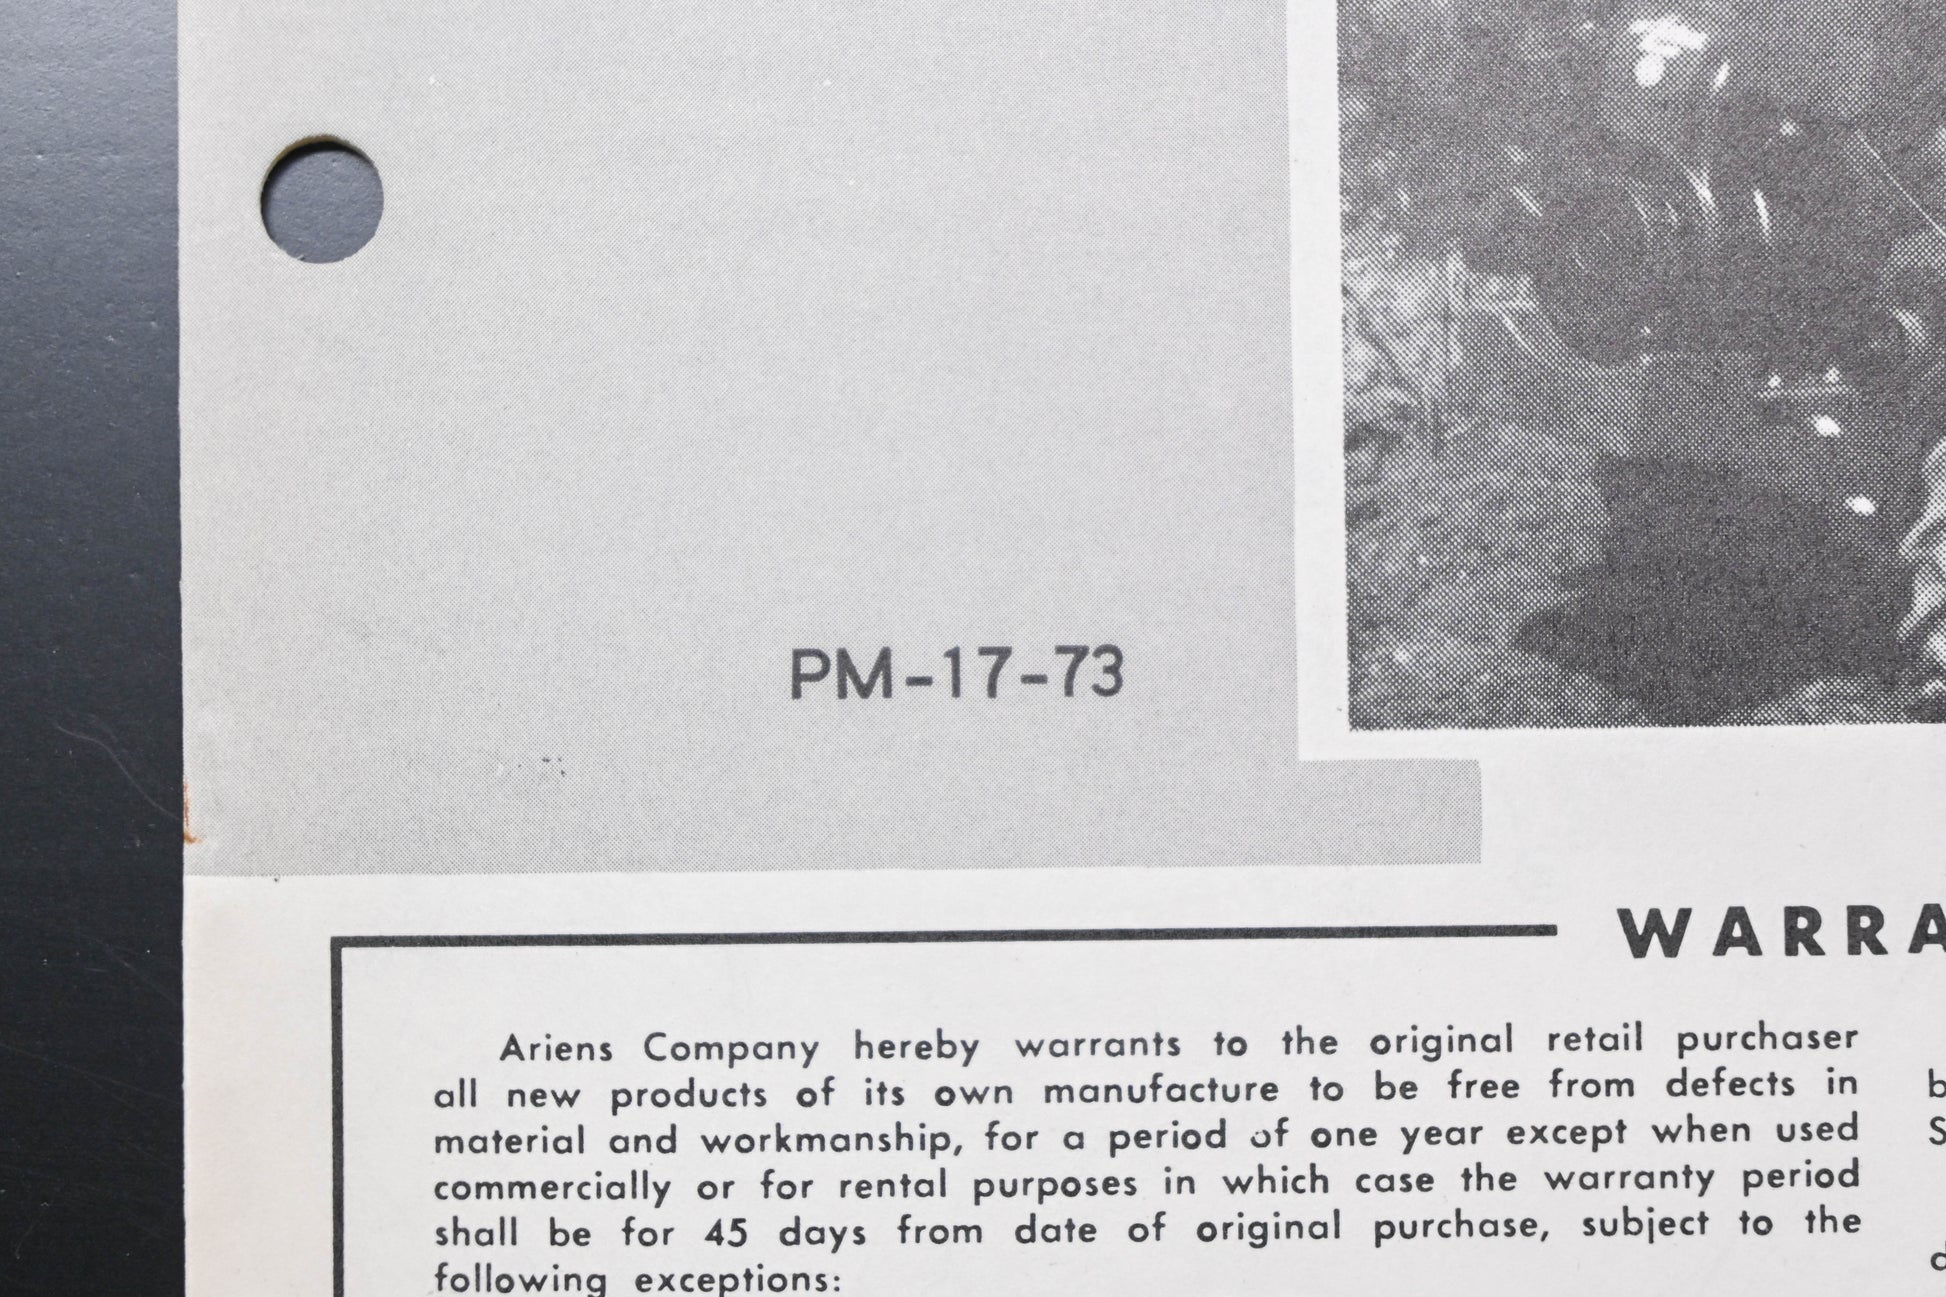 PM-17-73
WARRA
Ariens Company hereby warrants to the original retail purchaser
all new products of its own manufacture to be free from defects in
material and workmanship, for a period of one year except when used
commercially or for rental purposes in which case the warranty period
shall be for 45 days from date of original purchase, subject to the
following exceptions:
b
S
d